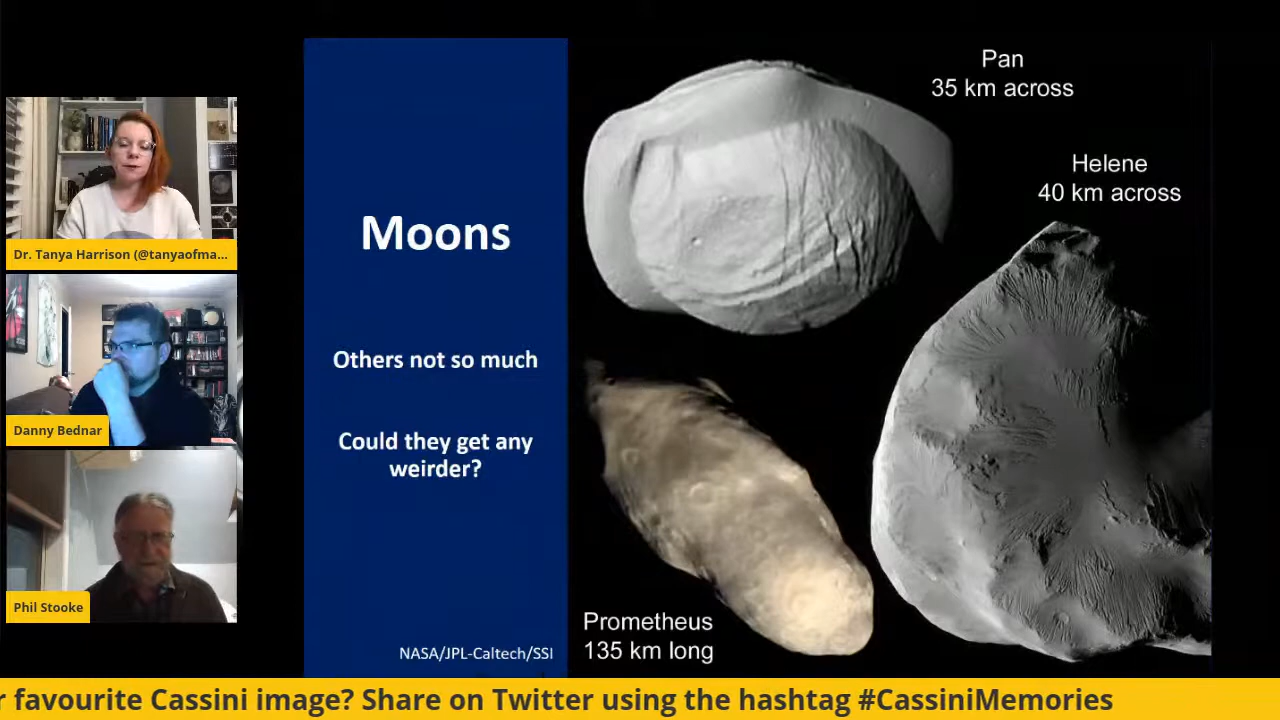 Dr. Tanya Harrison (@tanyaofma...
Danny Bednar
Phil Stooke
Moons
Others not so much
Could they get any
weirder?
NASA/JPL-Caltech/SSI
Pan
35 km across
Helene
40 km across
Prometheus
135 km long
r favourite Cassini image? Share on Twitter using the hashtag #CassiniMemories